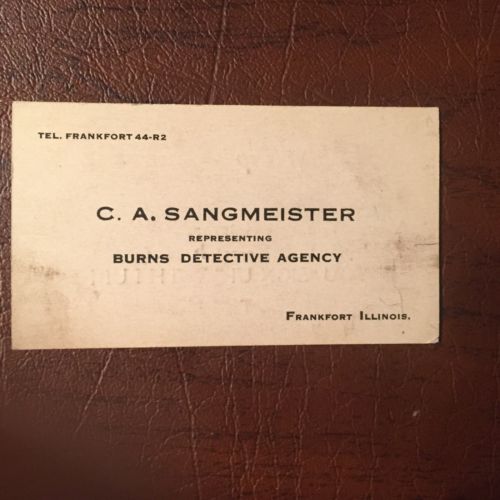 TEL. FRANKFORT 44-R2
C. A. SANGMEISTER
REPRESENTING
BURNS DETECTIVE AGENCY
FRANKFORT ILLINOIS.